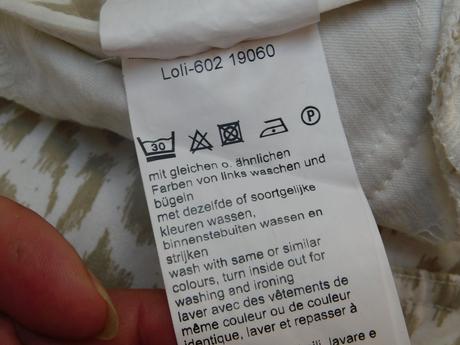 Loli-602 19060
30 P
mit gleichen o. ähnlichen
Farben von links waschen und
bügeln
met dezelfde of soortgelijke
kleuren wassen,
binnenstebuiten wassen en
strijken
wash with same or similar
colours, turn inside out for
washing and ironing
laver avec des vêtements de
même couleur ou de couleur
identique, laver et repasser à
lavare e